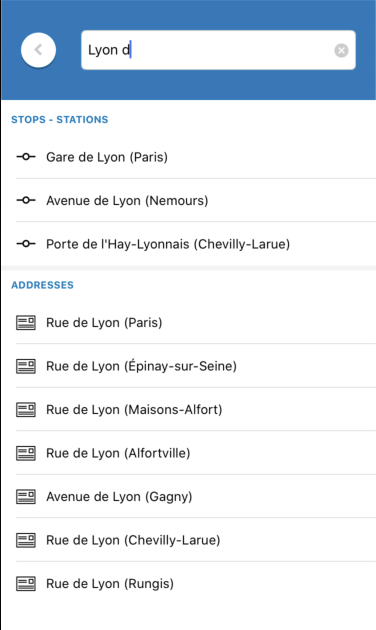 Lyon d
STOPS - STATIONS
Gare de Lyon (Paris)
Avenue de Lyon (Nemours)
Porte de l'Hay-Lyonnais (Chevilly-Larue)
ADDRESSES
Rue de Lyon (Paris)
Rue de Lyon (Épinay-sur-Seine)
Rue de Lyon (Maisons-Alfort)
Rue de Lyon (Alfortville)
Avenue de Lyon (Gagny)
Rue de Lyon (Chevilly-Larue)
Rue de Lyon (Rungis)